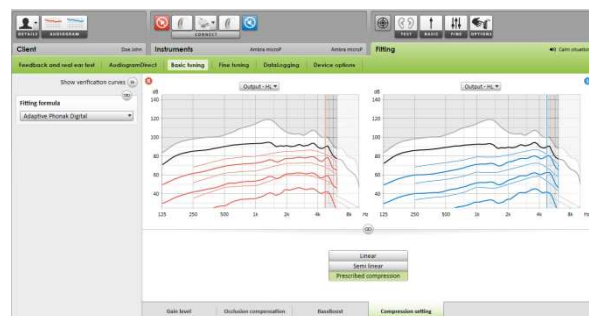 DETAILS AUDIOGRAM CONNECT TEST BASIC FINE OPTIONS
Client Doe John Instruments Ambra microP Ambra microP Fitting Calm situation
Feedback and real ear test AudiogramDirect Basic tuning Fine tuning DataLogging Device options
Show verification curves
Fitting formula
Adaptive Phonak Digital
Output - HL Output - HL
dB dB
140 140
120 120
100 100
80 80
60 60
40 40
125 250 500 1k 2k 4k 8k Hz 125 250 500 1k 2k 4k 8k Hz
Linear
Semi linear
Prescribed compression
Gain level Occlusion compensation BassBoost Compression setting